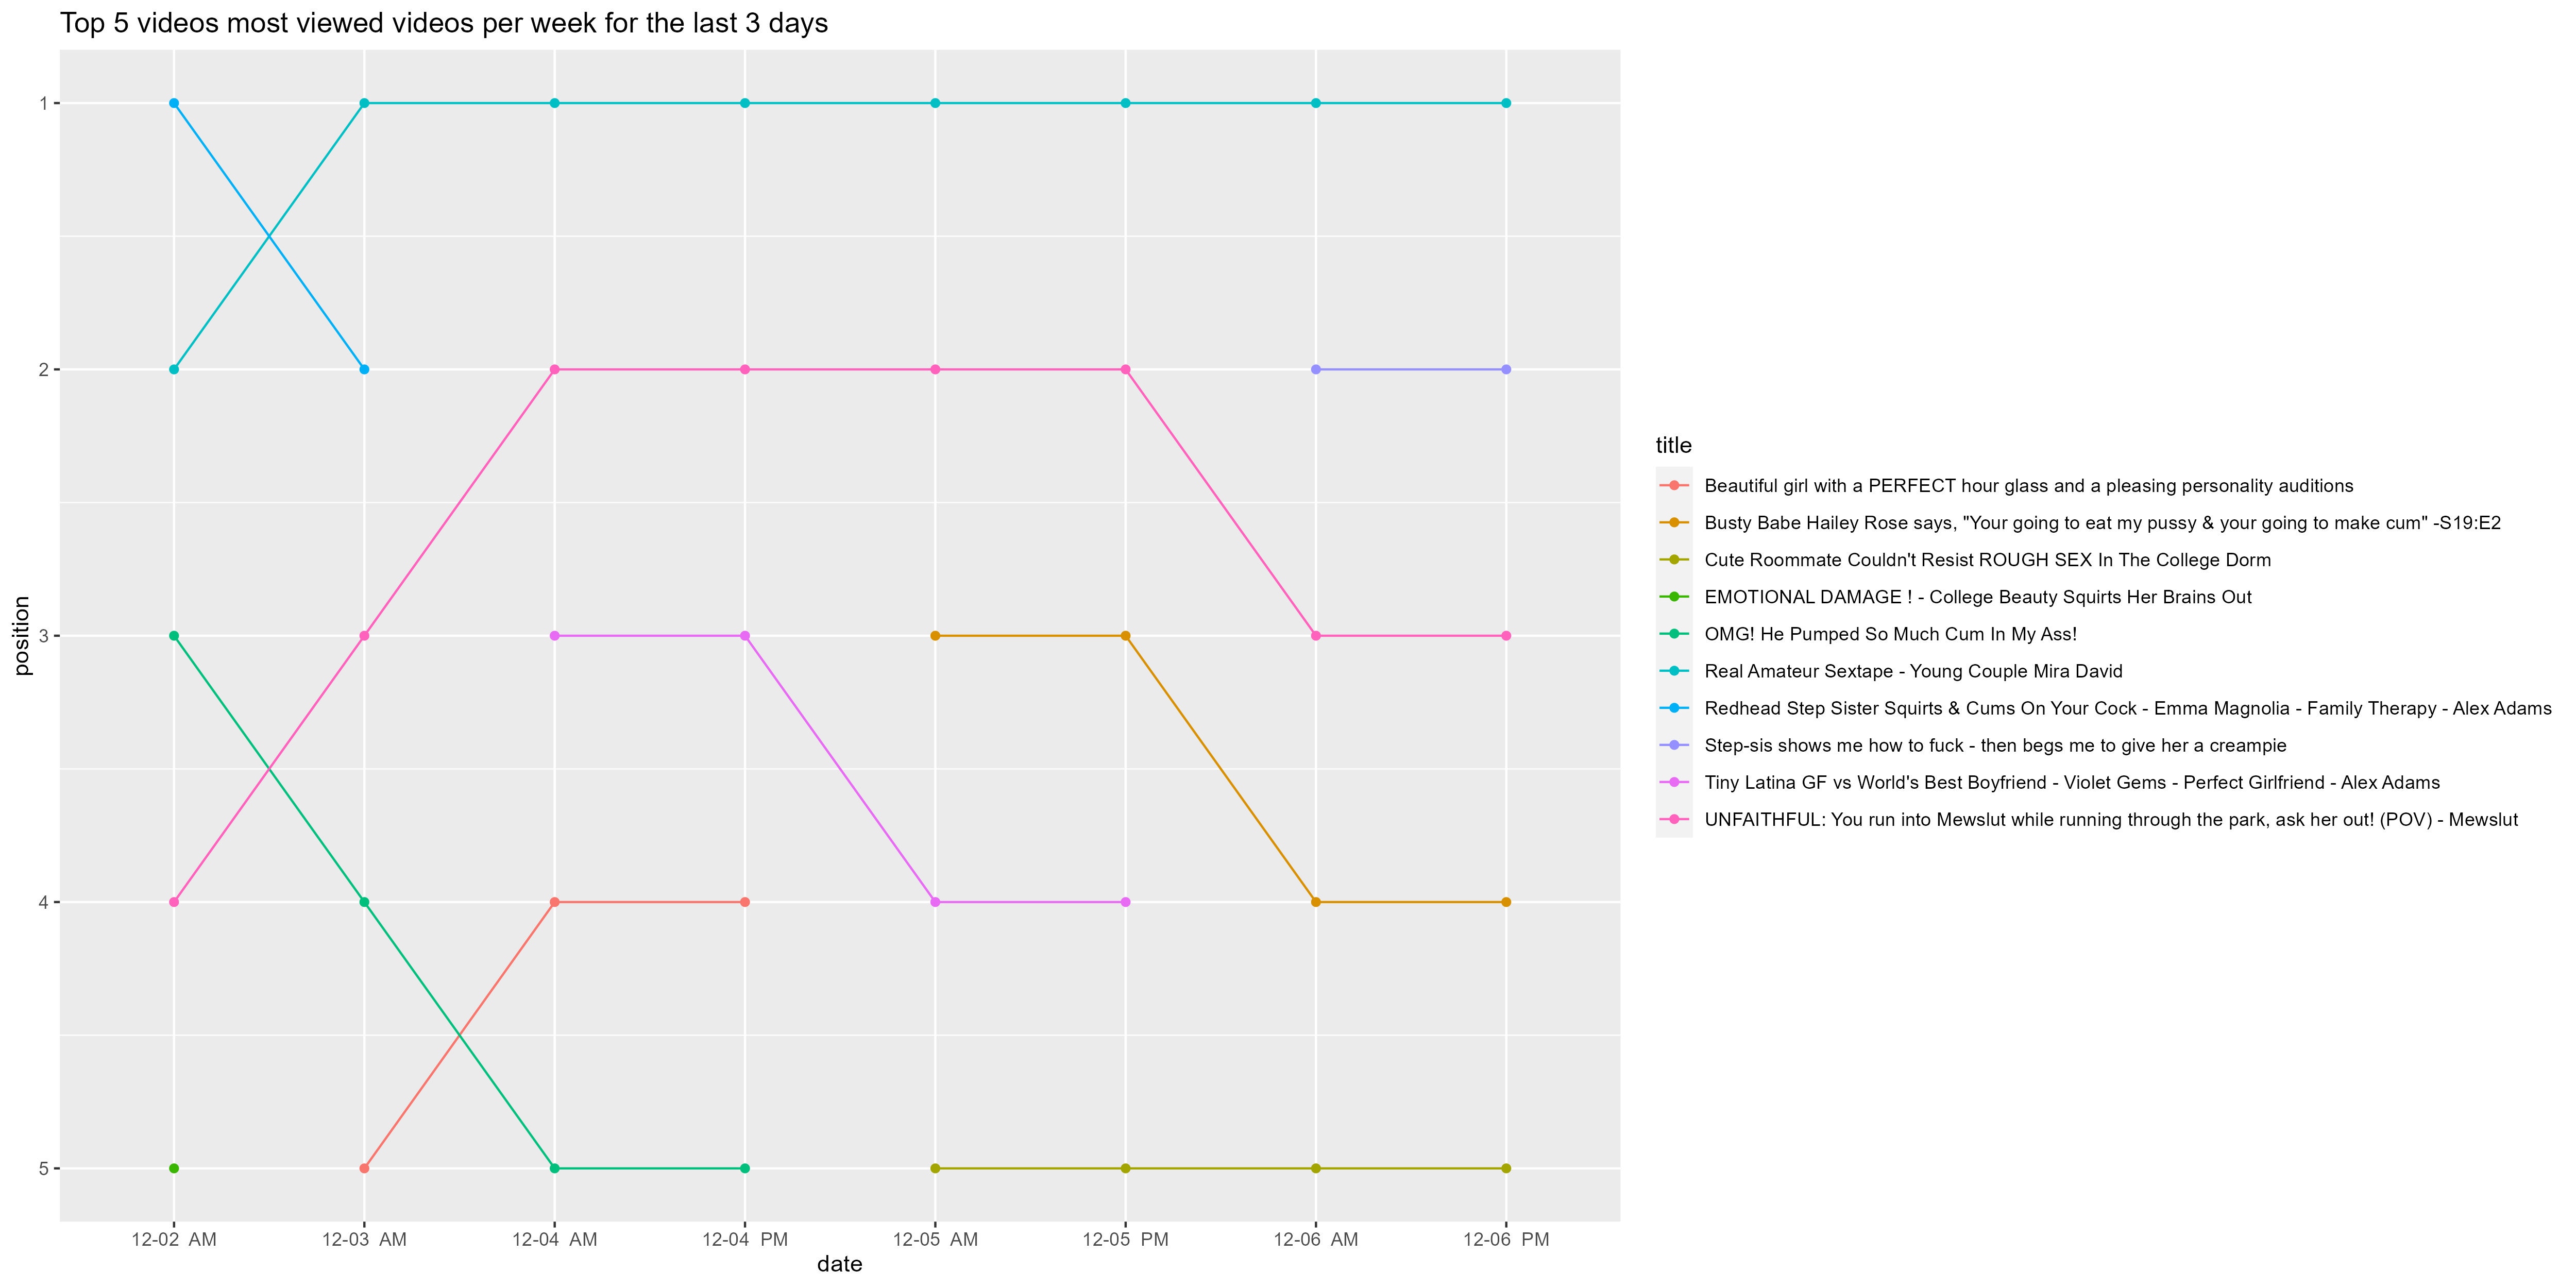 Top 5 videos most viewed videos per week for the last 3 days
position
1
2
3
4
5
12-02 AM
12-03 AM
12-04 AM
12-04 PM
12-05 AM
12-05 PM
12-06 AM
12-06 PM
date
title
Beautiful girl with a PERFECT hour glass and a pleasing personality auditions
Busty Babe Hailey Rose says, "Your going to eat my pussy & your going to make cum" -S19:E2
Cute Roommate Couldn't Resist ROUGH SEX In The College Dorm
EMOTIONAL DAMAGE ! - College Beauty Squirts Her Brains Out
OMG! He Pumped So Much Cum In My Ass!
Real Amateur Sextape - Young Couple Mira David
Redhead Step Sister Squirts & Cums On Your Cock - Emma Magnolia - Family Therapy - Alex Adams
Step-sis shows me how to fuck - then begs me to give her a creampie
Tiny Latina GF vs World's Best Boyfriend - Violet Gems - Perfect Girlfriend - Alex Adams
UNFAITHFUL: You run into Mewslut while running through the park, ask her out! (POV) - Mewslut